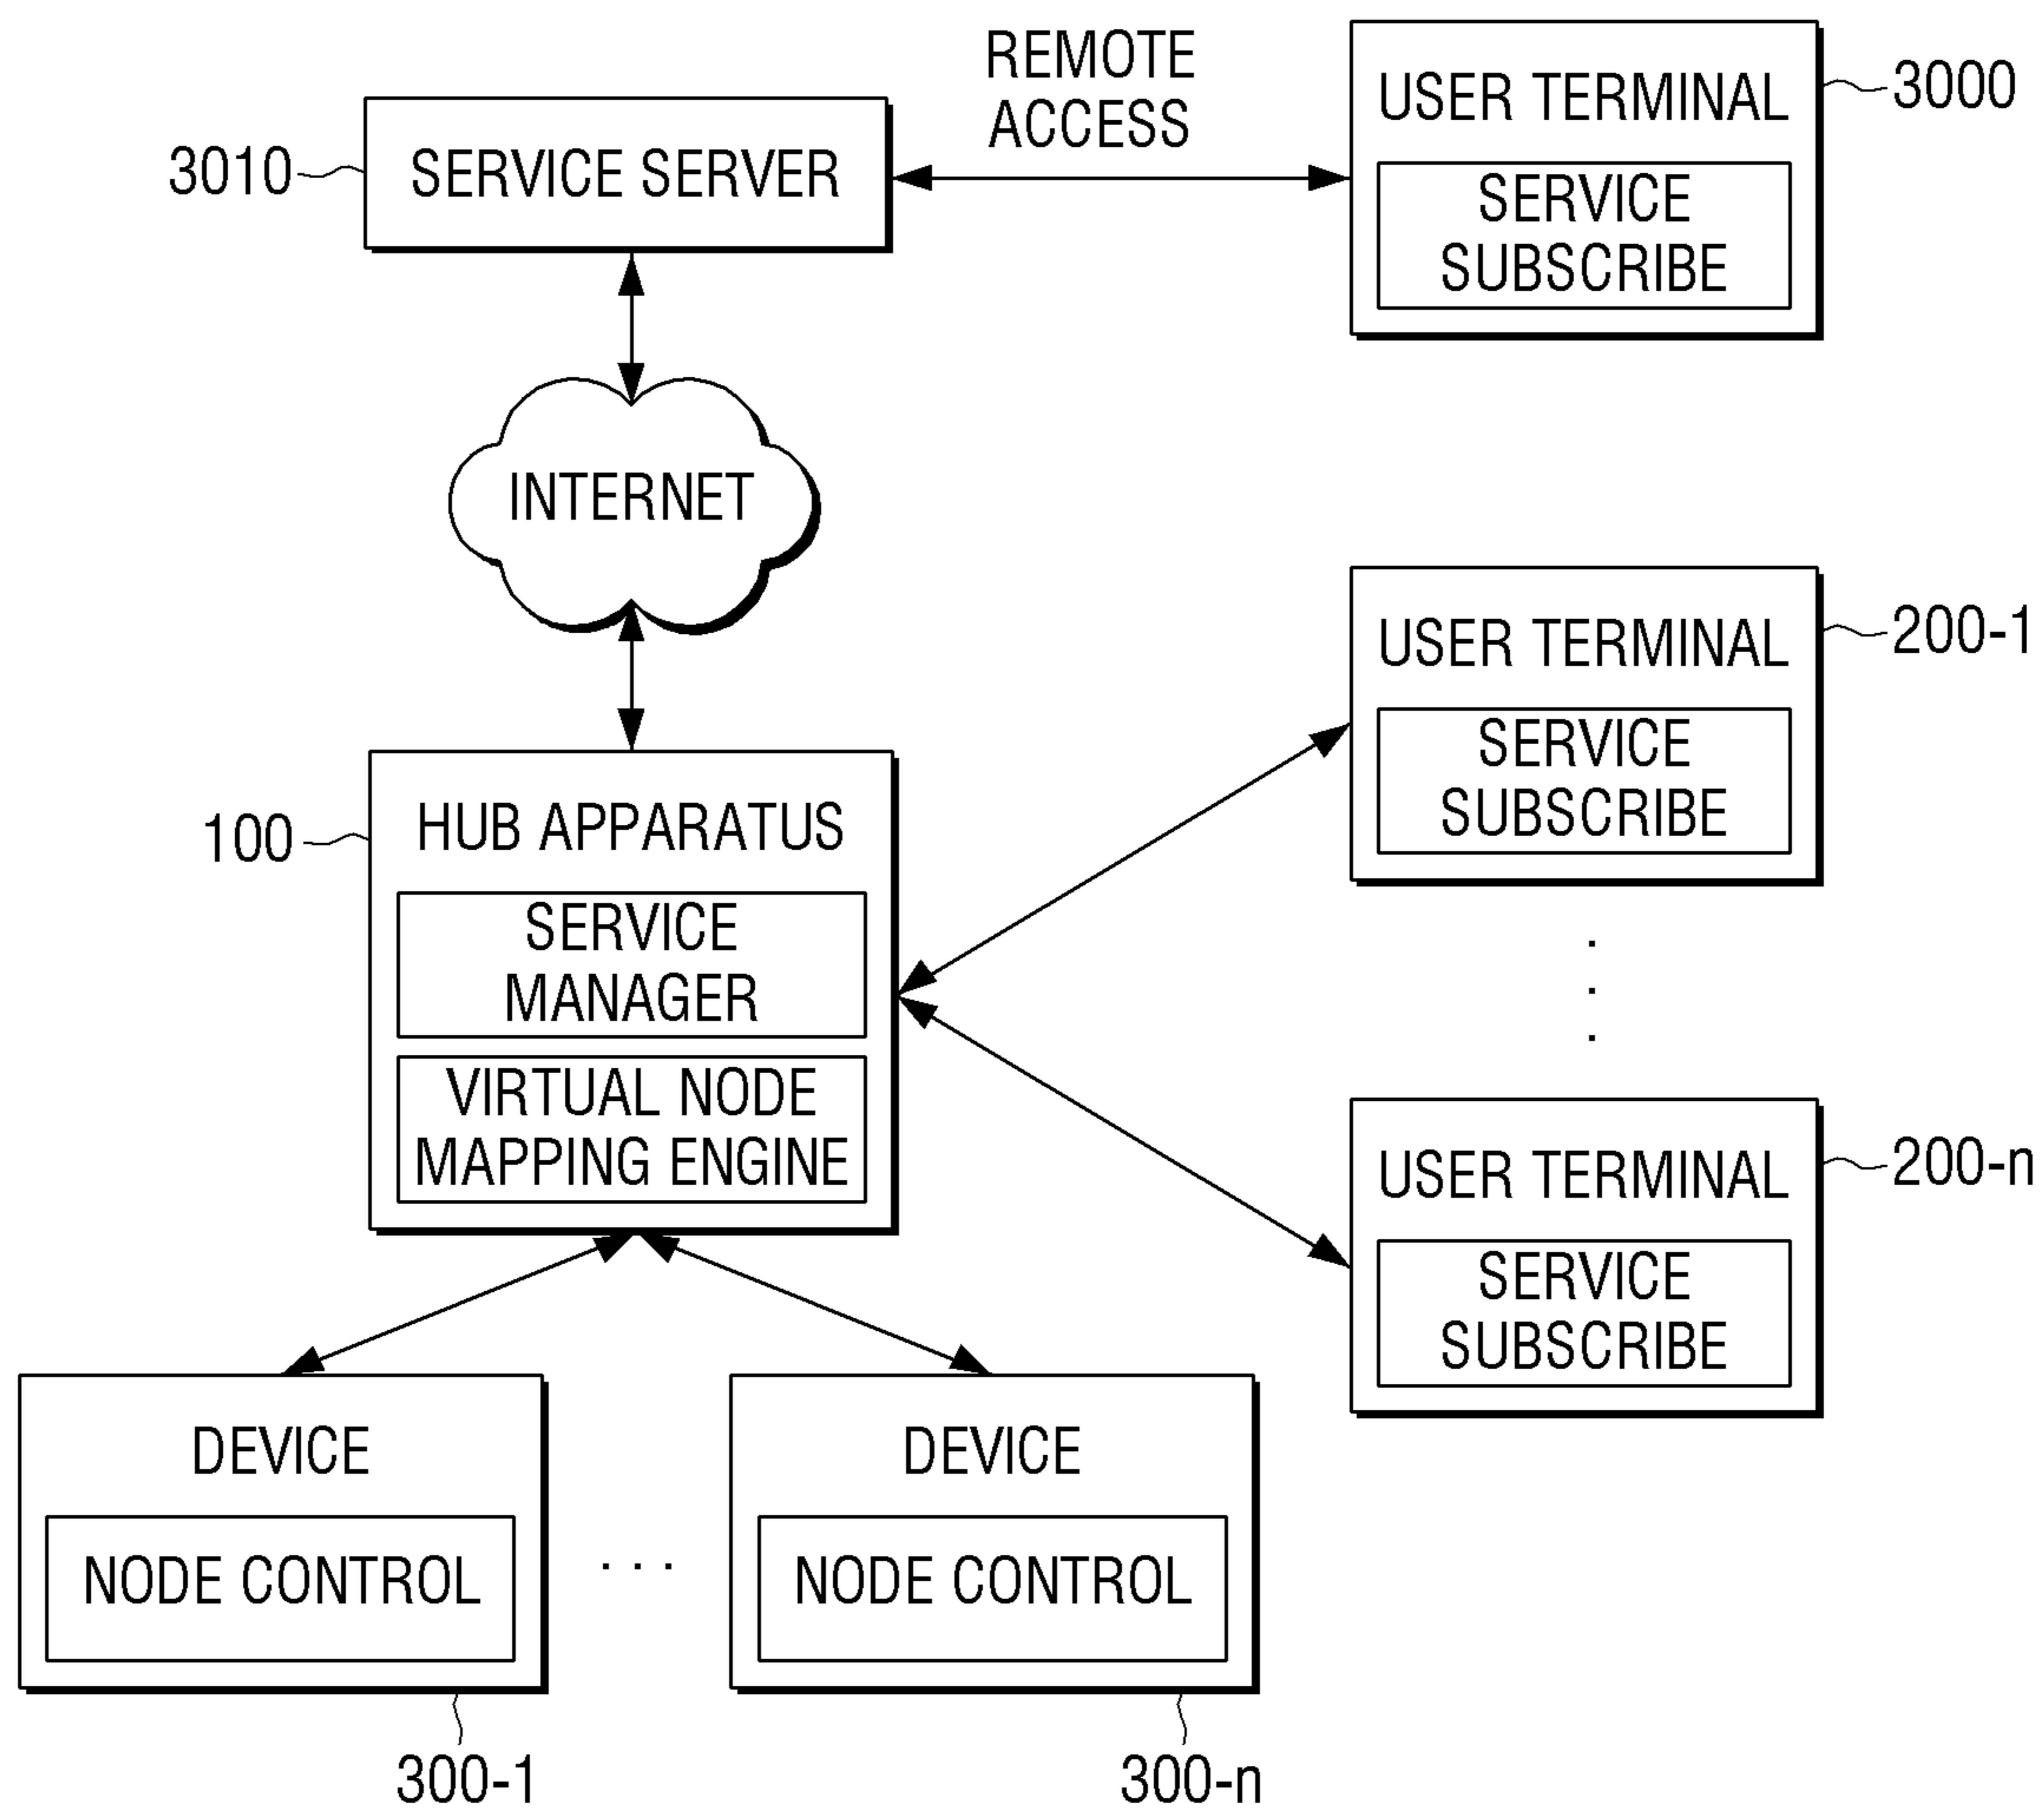 REMOTE
ACCESS
USER TERMINAL
3000
SERVICE
SUBSCRIBE
3010
SERVICE SERVER
INTERNET
USER TERMINAL
200-1
SERVICE
SUBSCRIBE
100
HUB APPARATUS
SERVICE
MANAGER
VIRTUAL NODE
MAPPING ENGINE
.
.
.
USER TERMINAL
200-n
SERVICE
SUBSCRIBE
DEVICE
NODE CONTROL
300-1
. . .
DEVICE
NODE CONTROL
300-n